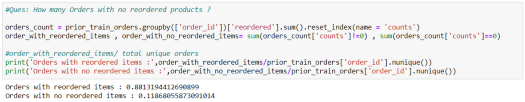 #Ques: How many Orders with no reordered products ?
orders_count = prior_train_orders.groupby(['order_id'])['reordered'].sum().reset_index(name = 'counts')
order_with_reordered_items , order_with_no_reordered_items= sum(orders_count['counts']!=0) , sum(orders_count['counts']==0)
#order_with_reordered_items/ total unique orders
print('Orders with reordered items :',order_with_reordered_items/prior_train_orders['order_id'].nunique())
print('Orders with no reordered items :',order_with_no_reordered_items/prior_train_orders['order_id'].nunique())
Orders with reordered items : 0.8813194412690899
Orders with no reordered items : 0.11868055873091014